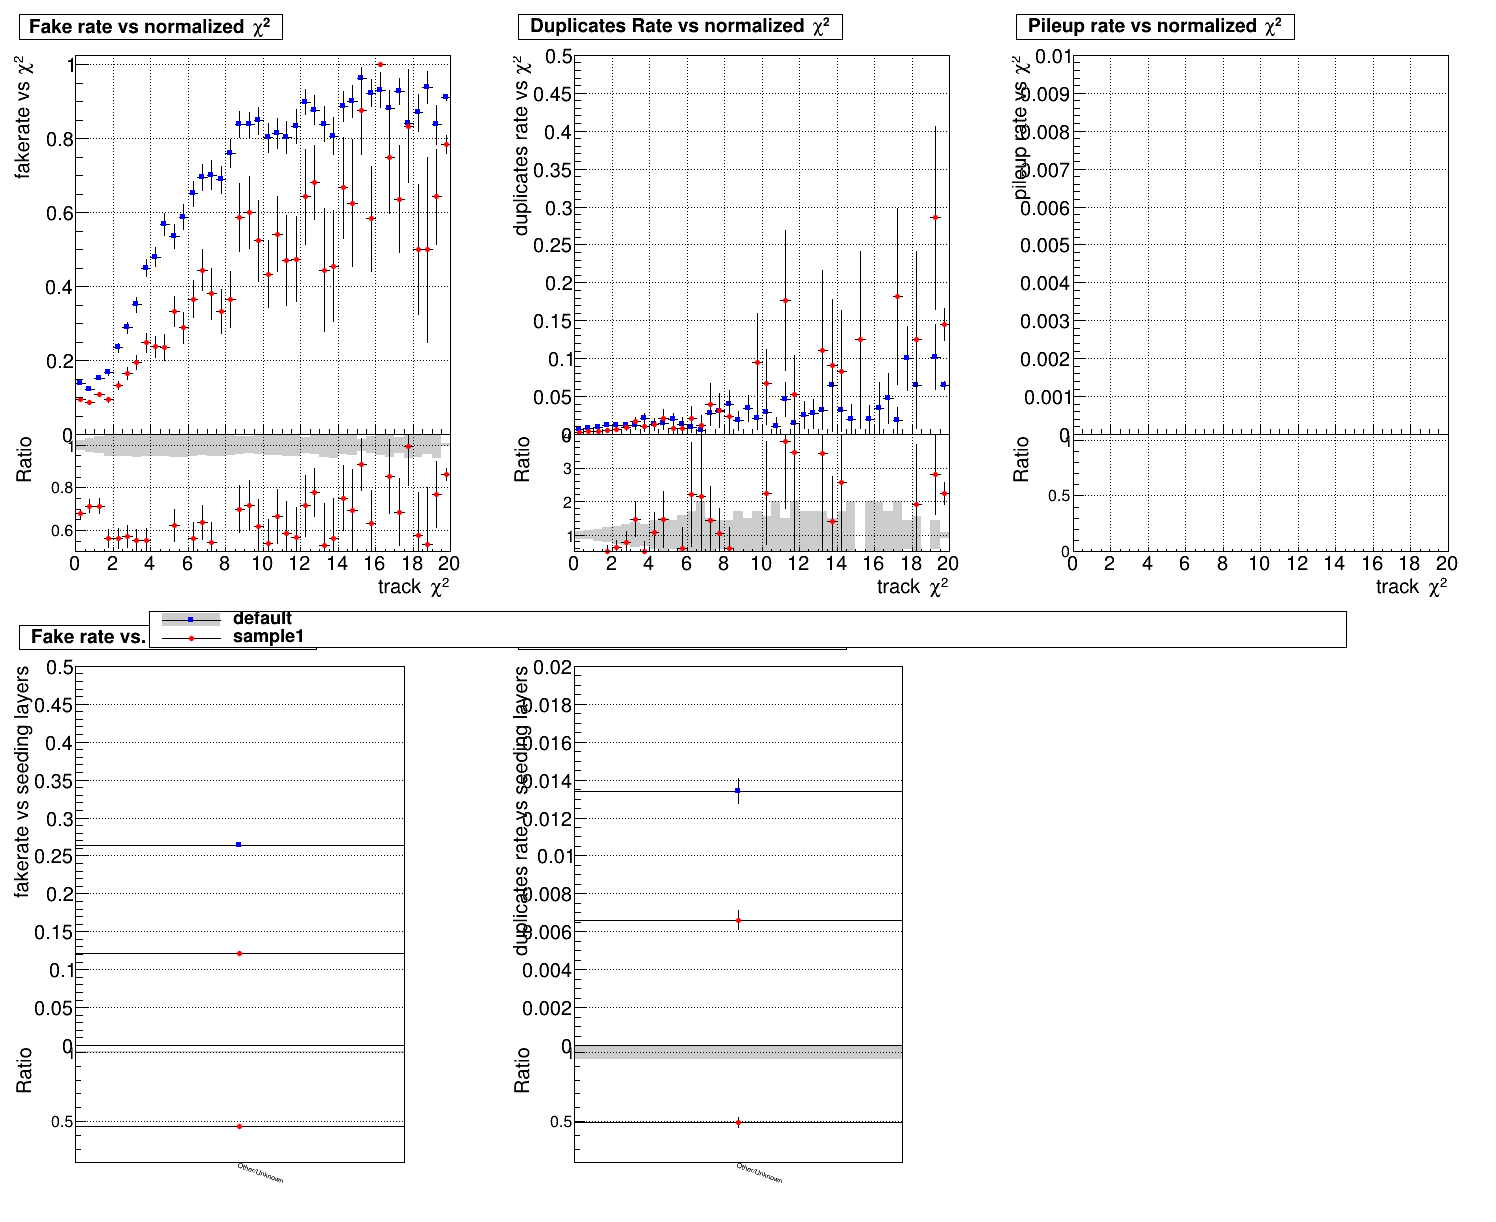 Fake rate vs normalized χ²
Duplicates Rate vs normalized χ²
Pileup rate vs normalized χ²
fakerate vs χ²
1
0.8
0.6
0.4
0.2
0
Ratio
1
0.8
0.6
0 2 4 6 8 10 12 14 16 18 20
track χ²
duplicates rate vs χ²
0.5
0.45
0.4
0.35
0.3
0.25
0.2
0.15
0.1
0.05
0
Ratio
3
2
1
0 2 4 6 8 10 12 14 16 18 20
track χ²
pileup rate vs χ²
0.01
0.009
0.008
0.007
0.006
0.005
0.004
0.003
0.002
0.001
0
Ratio
1
0.5
0
0 2 4 6 8 10 12 14 16 18 20
track χ²
default
sample1
Fake rate vs.
fakerate vs seeding layers
0.5
0.45
0.4
0.35
0.3
0.25
0.2
0.15
0.1
0.05
0
Ratio
1
0.5
Other/Unknown
duplicates rate vs seeding layers
0.02
0.018
0.016
0.014
0.012
0.01
0.008
0.006
0.004
0.002
0
Ratio
1
0.5
Other/Unknown